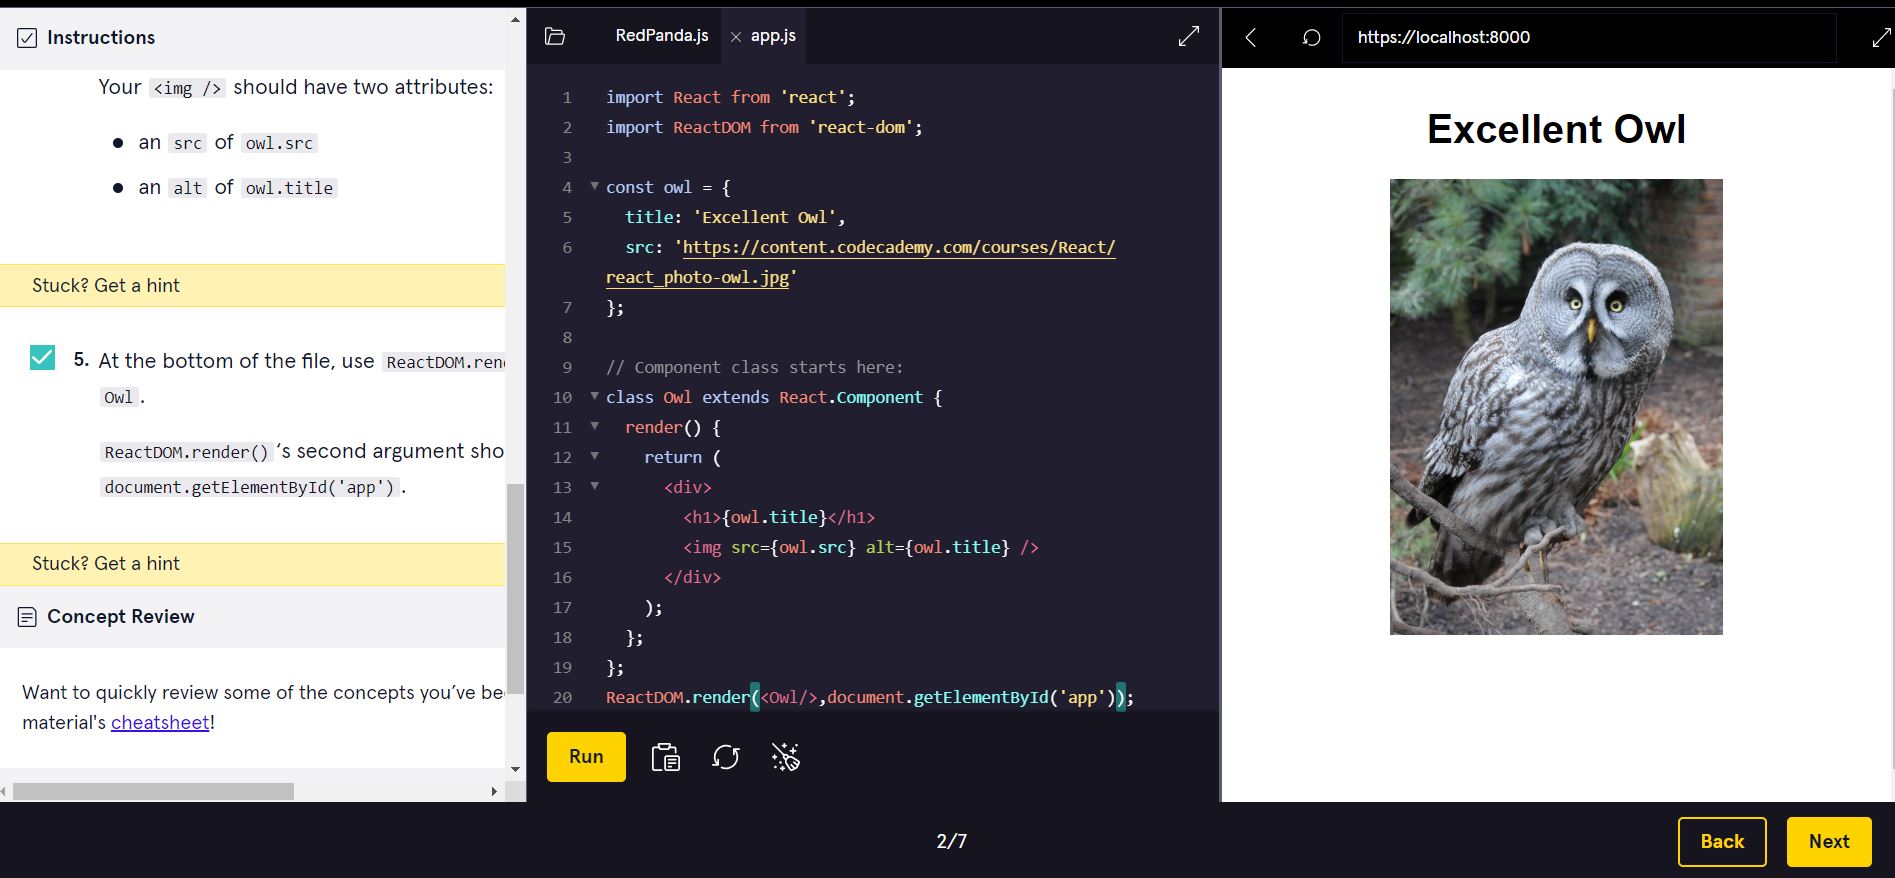 Instructions
Your <img /> should have two attributes:
an src of owl.src
an alt of owl.title
Stuck? Get a hint
5. At the bottom of the file, use ReactDOM.ren
Owl.
ReactDOM.render()‘s second argument sho
document.getElementById('app').
Stuck? Get a hint
Concept Review
Want to quickly review some of the concepts you’ve be
material's cheatsheet!
RedPanda.js
× app.js
1 import React from 'react';
2 import ReactDOM from 'react-dom';
3
4 const owl = {
5 title: 'Excellent Owl',
6 src: 'https://content.codecademy.com/courses/React/
react_photo-owl.jpg'
7 };
8
9 // Component class starts here:
10 class Owl extends React.Component {
11 render() {
12 return (
13 <div>
14 <h1>{owl.title}</h1>
15 <img src={owl.src} alt={owl.title} />
16 </div>
17 );
18 };
19 };
20 ReactDOM.render(<Owl/>,document.getElementById('app'));
Run
https://localhost:8000
Excellent Owl
2/7
Back
Next